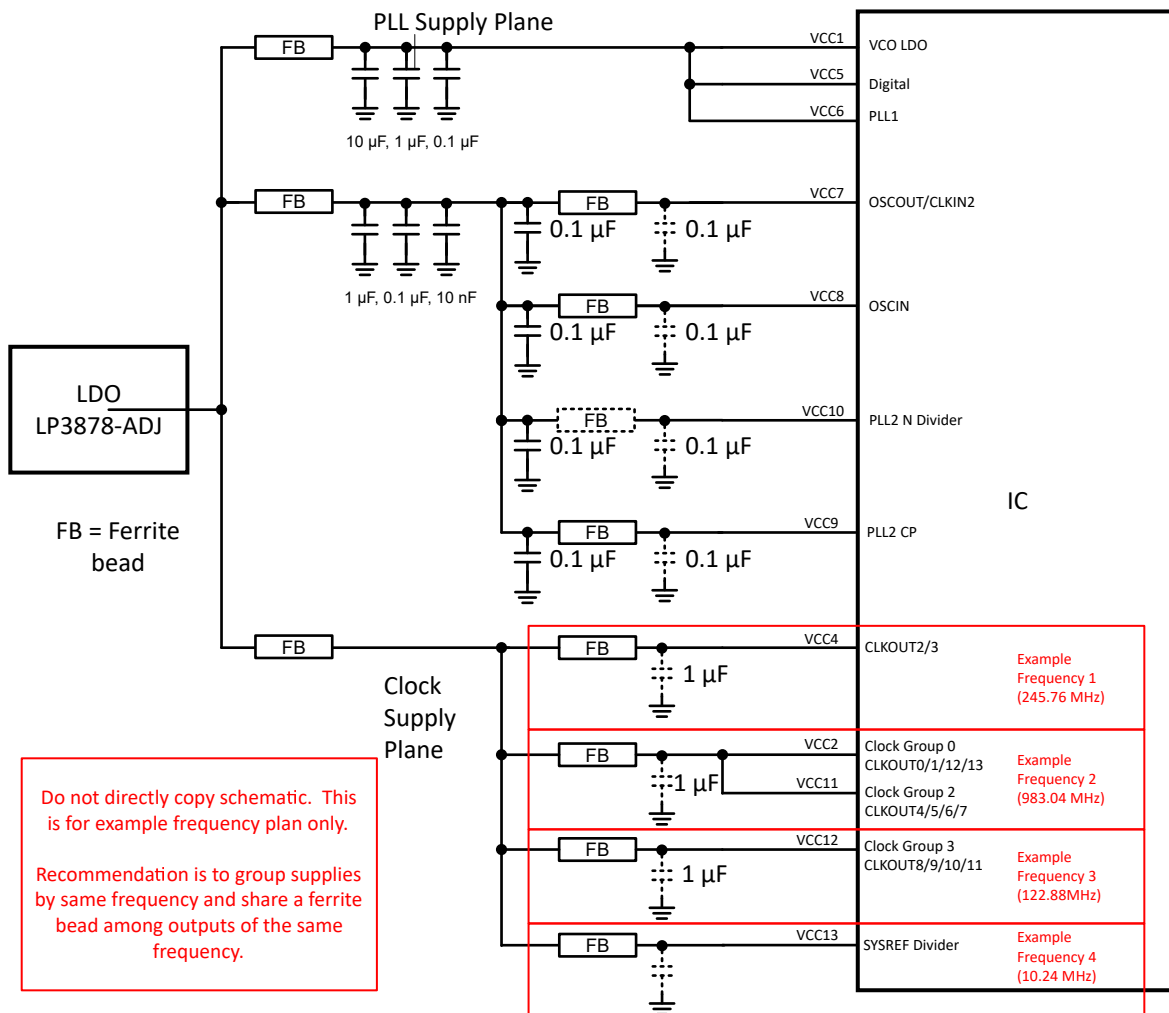 PLL Supply Plane
FB
10 µF, 1 µF, 0.1 µF
VCC1
VCO LDO
VCC5
Digital
VCC6
PLL1
FB
1 µF, 0.1 µF, 10 nF
0.1 µF
FB
0.1 µF
VCC7
OSCOUT/CLKIN2
0.1 µF
FB
0.1 µF
VCC8
OSCIN
0.1 µF
FB
0.1 µF
VCC10
PLL2 N Divider
0.1 µF
FB
0.1 µF
VCC9
PLL2 CP
IC
LDO
LP3878-ADJ
FB = Ferrite
bead
FB
Clock
Supply
Plane
FB
1 µF
VCC4
CLKOUT2/3
Example
Frequency 1
(245.76 MHz)
FB
1 µF
VCC2
Clock Group 0
CLKOUT0/1/12/13
VCC11
Clock Group 2
CLKOUT4/5/6/7
Example
Frequency 2
(983.04 MHz)
FB
1 µF
VCC12
Clock Group 3
CLKOUT8/9/10/11
Example
Frequency 3
(122.88MHz)
FB
VCC13
SYSREF Divider
Example
Frequency 4
(10.24 MHz)
Do not directly copy schematic. This
is for example frequency plan only.
Recommendation is to group supplies
by same frequency and share a ferrite
bead among outputs of the same
frequency.